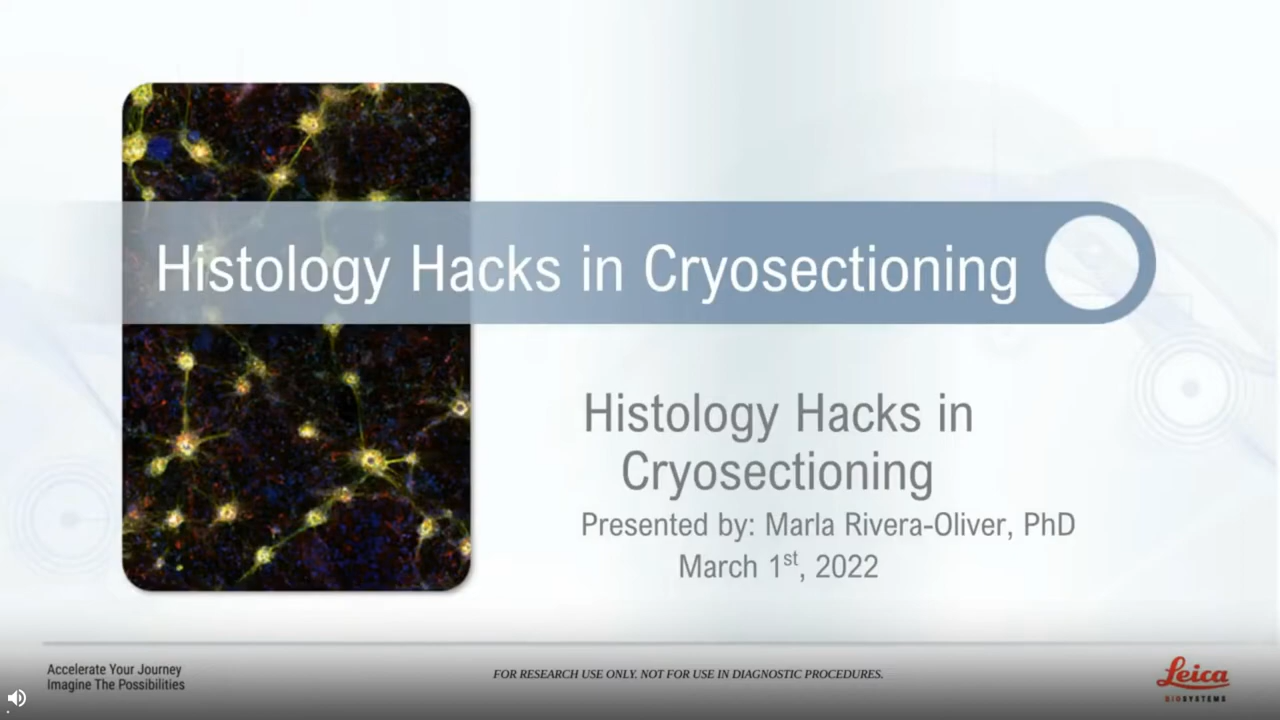 Histology Hacks in Cryosectioning
Histology Hacks in
Cryosectioning
Presented by: Marla Rivera-Oliver, PhD
March 1st, 2022
Accelerate Your Journey
Imagine The Possibilities
FOR RESEARCH USE ONLY. NOT FOR USE IN DIAGNOSTIC PROCEDURES.
Leica
BIOSYSTEMS